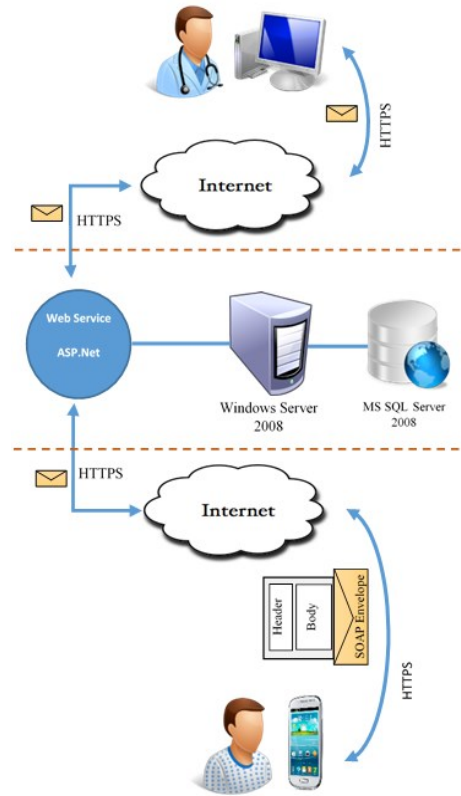 HTTPS
Internet
HTTPS
Web Service
ASP.Net
Windows Server
2008
MS SQL Server
2008
HTTPS
Internet
Header
Body
SOAP Envelope
HTTPS